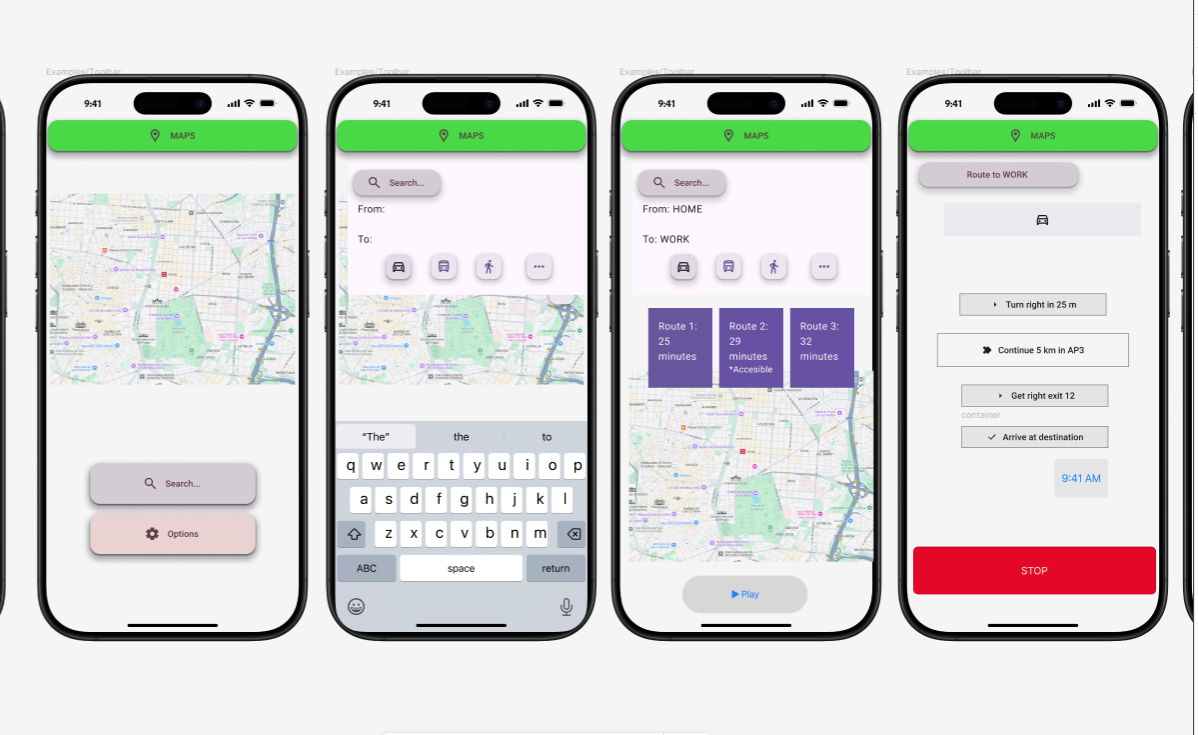 Examples/Toolbar
9:41
MAPS
Search...
Options
Examples/Toolbar
9:41
MAPS
Search...
From:
To:
"The"
the
to
q w e r t y u i o p
a s d f g h j k l
z x c v b n m
ABC
space
return
Examples/Toolbar
9:41
MAPS
Search...
From: HOME
To: WORK
Route 1:
25
minutes
Route 2:
29
minutes
*Accesible
Route 3:
32
minutes
Play
Examples/Toolbar
9:41
MAPS
Route to WORK
Turn right in 25 m
Continue 5 km in AP3
Get right exit 12
container
Arrive at destination
9:41 AM
STOP